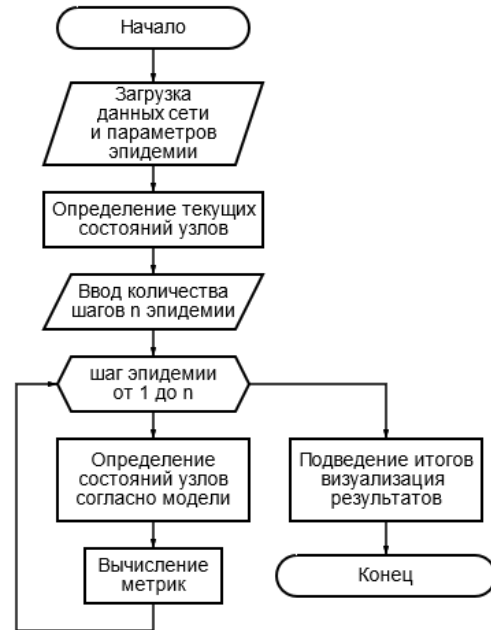 Начало
Загрузка
данных сети
и параметров
эпидемии
Определение текущих
состояний узлов
Ввод количества
шагов n эпидемии
шаг эпидемии
от 1 до n
Определение
состояний узлов
согласно модели
Вычисление
метрик
Подведение итогов
визуализация
результатов
Конец